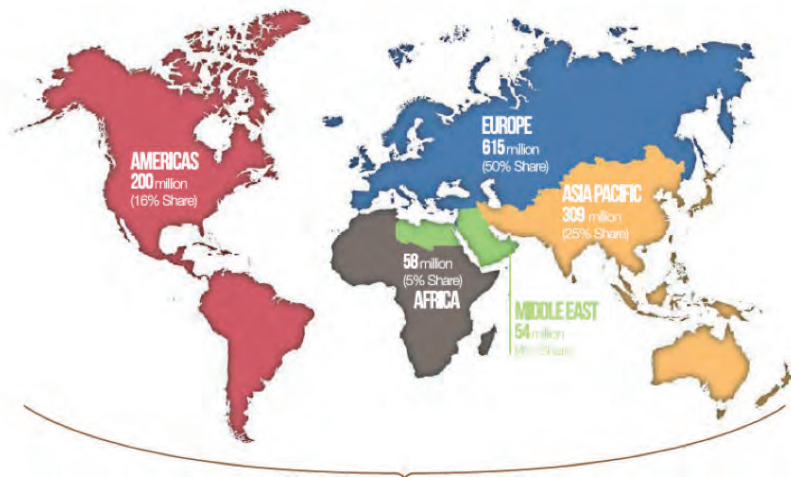 AMERICAS
200 million
(16% Share)
EUROPE
615 million
(50% Share)
ASIA PACIFIC
309 million
(25% Share)
58 million
(5% Share)
AFRICA
MIDDLE EAST
54 million
Share)